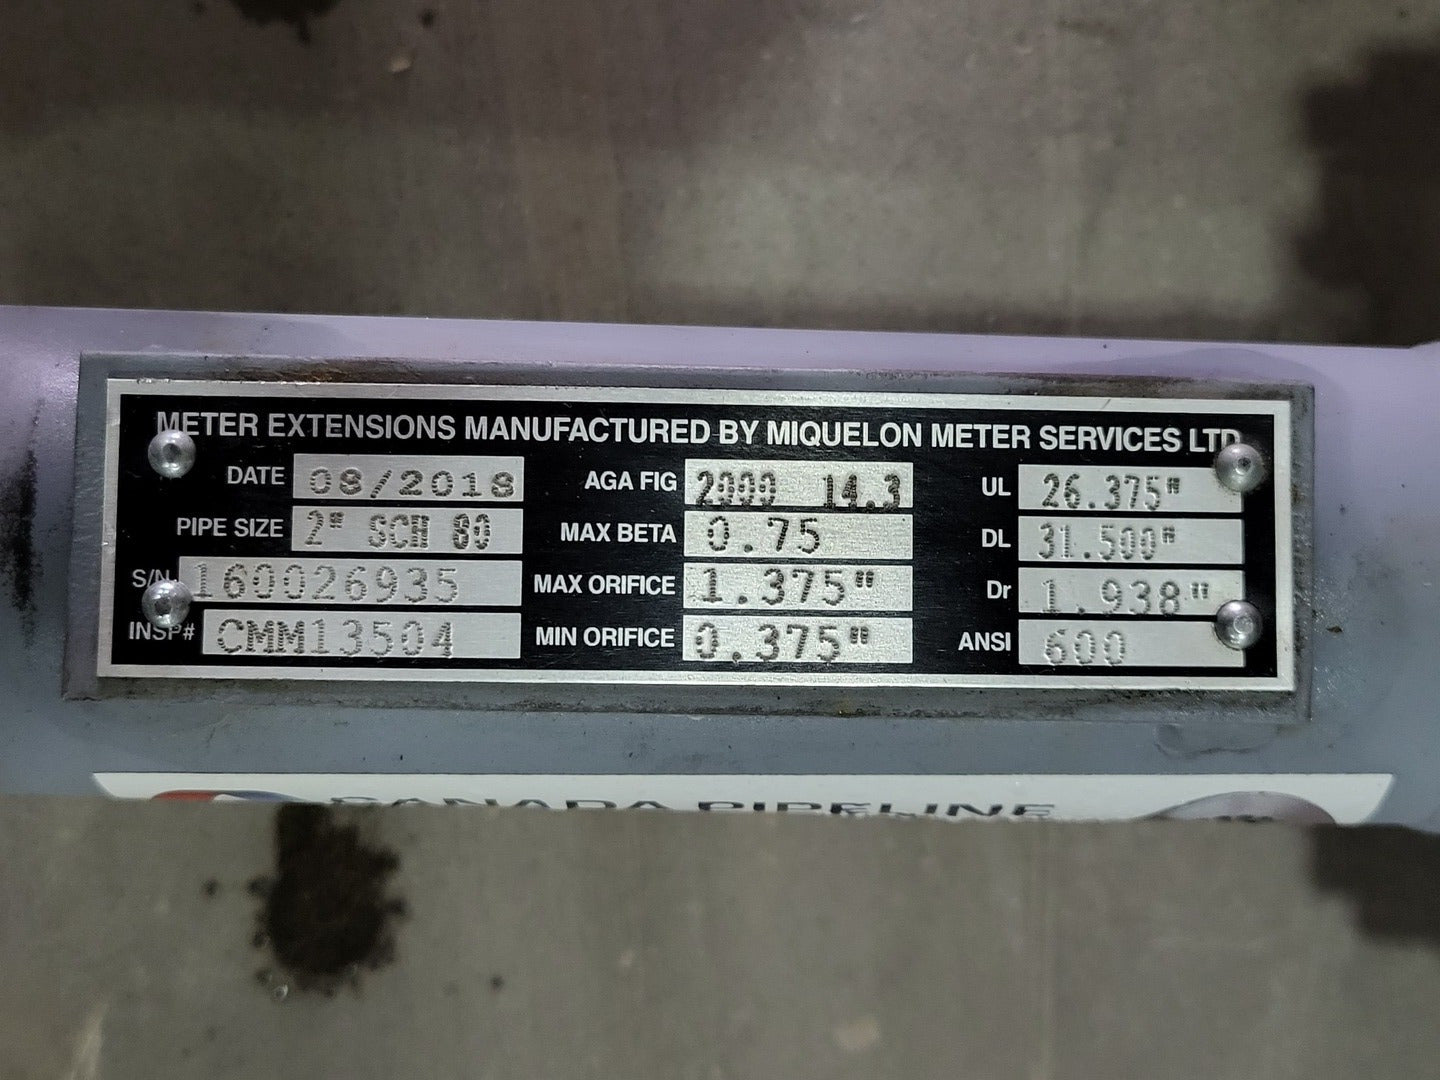 METER EXTENSIONS MANUFACTURED BY MIQUELON METER SERVICES LTD.
DATE 08/2018 AGA FIG 2000 14.3 UL 26.375"
PIPE SIZE 2" SCH 80 MAX BETA 0.75 DL 31.500"
S/N 160026935 MAX ORIFICE 1.375" Dr 1.938"
INSP# CMM13504 MIN ORIFICE 0.375" ANSI 600
CANADA PIPELINE